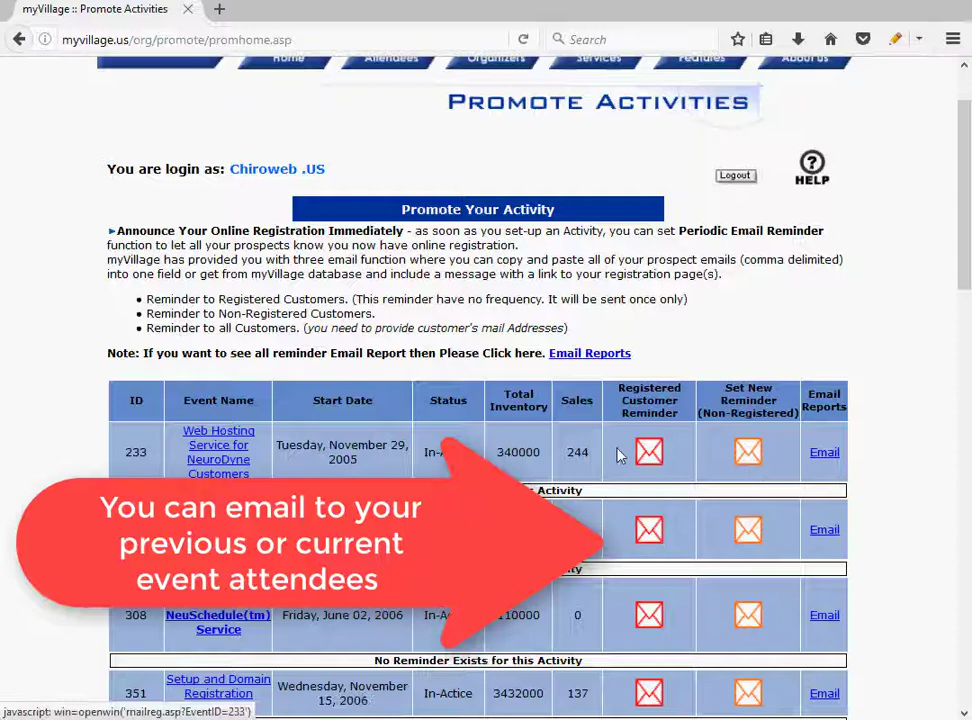 myVillage :: Promote Activities
myvillage.us/org/promote/promhome.asp
Search
Home Attendees Organizers Services Features About us
PROMOTE ACTIVITIES
You are login as: Chiroweb .US
Logout
?
HELP
Promote Your Activity
►Announce Your Online Registration Immediately - as soon as you set-up an Activity, you can set Periodic Email Reminder
function to let all your prospects know you now have online registration.
myVillage has provided you with three email function where you can copy and paste all of your prospect emails (comma delimited)
into one field or get from myVillage database and include a message with a link to your registration page(s).
• Reminder to Registered Customers. (This reminder have no frequency. It will be sent once only)
• Reminder to Non-Registered Customers.
• Reminder to all Customers. (you need to provide customer's mail Addresses)
Note: If you want to see all reminder Email Report then Please Click here. Email Reports
ID Event Name Start Date Status Total Inventory Sales Registered Customer Reminder Set New Reminder (Non-Registered) Email Reports
233 Web Hosting Service for NeuroDyne Customers Tuesday, November 29, 2005 In- 340000 244 Email
Activity
You can email to your
previous or current
event attendees
Email
308 NeuSchedule(tm) Service Friday, June 02, 2006 In-Ac 110000 0 Email
No Reminder Exists for this Activity
351 Setup and Domain Registration Wednesday, November 15, 2006 In-Actice 3432000 137 Email
javascript: win=openwin('mailreg.asp?EventID=233')